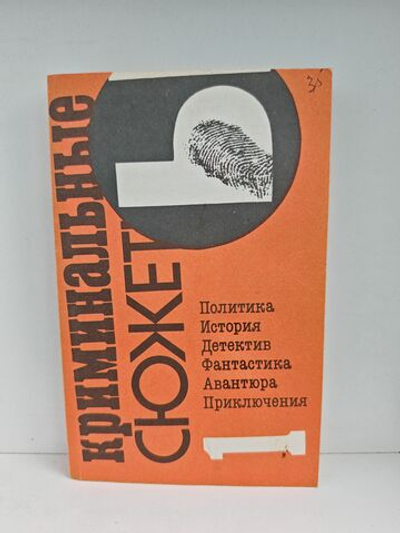 криминальные
СЮЖЕТЫ
Политика
История
Детектив
Фантастика
Авантюра
Приключения
1